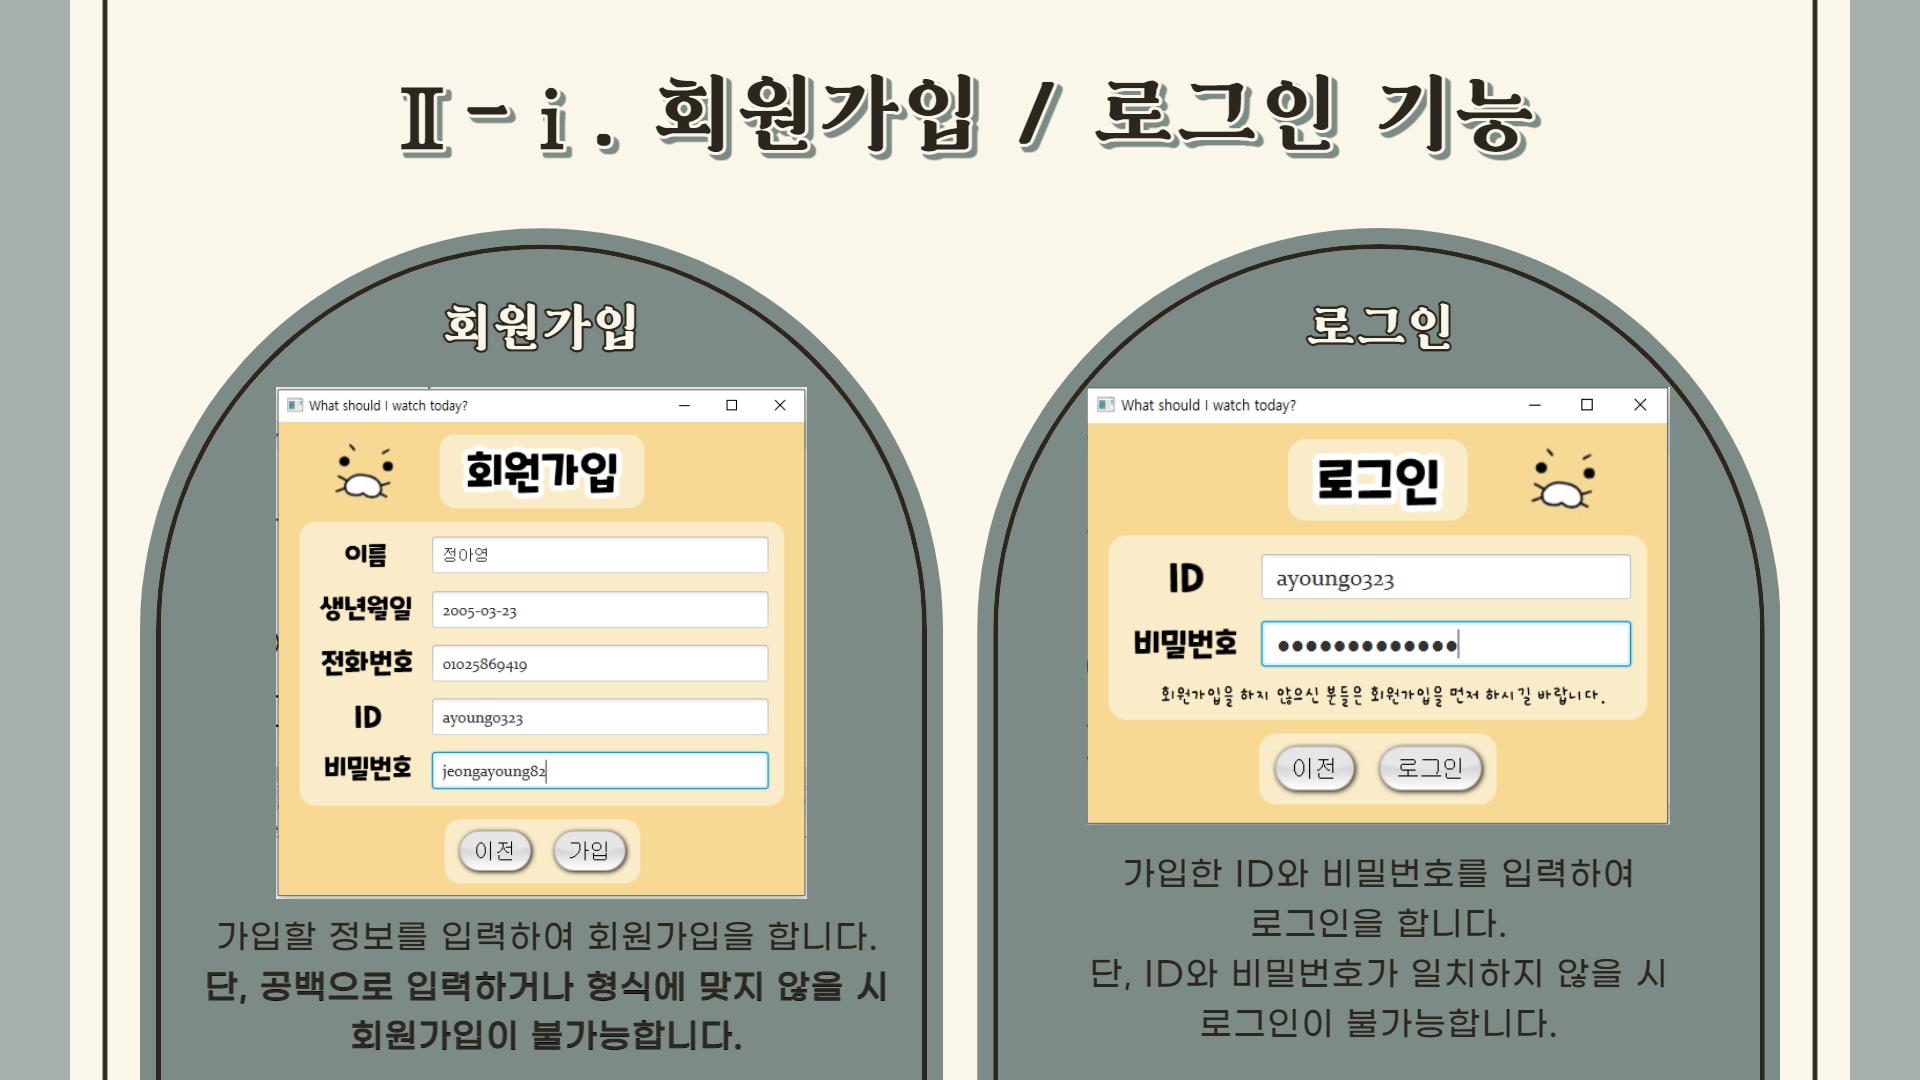 Ⅱ-ⅰ. 회원가입 / 로그인 기능
회원가입
What should I watch today?
회원가입
이름 정아영
생년월일 2005-03-23
전화번호 01025869419
ID ayoung0323
비밀번호 jeongayoung82
이전 가입
가입할 정보를 입력하여 회원가입을 합니다.
단, 공백으로 입력하거나 형식에 맞지 않을 시
회원가입이 불가능합니다.
로그인
What should I watch today?
로그인
ID ayoung0323
비밀번호 ●●●●●●●●●●●●●
회원가입을 하지 않으신 분들은 회원가입을 먼저 하시길 바랍니다.
이전 로그인
가입한 ID와 비밀번호를 입력하여
로그인을 합니다.
단, ID와 비밀번호가 일치하지 않을 시
로그인이 불가능합니다.